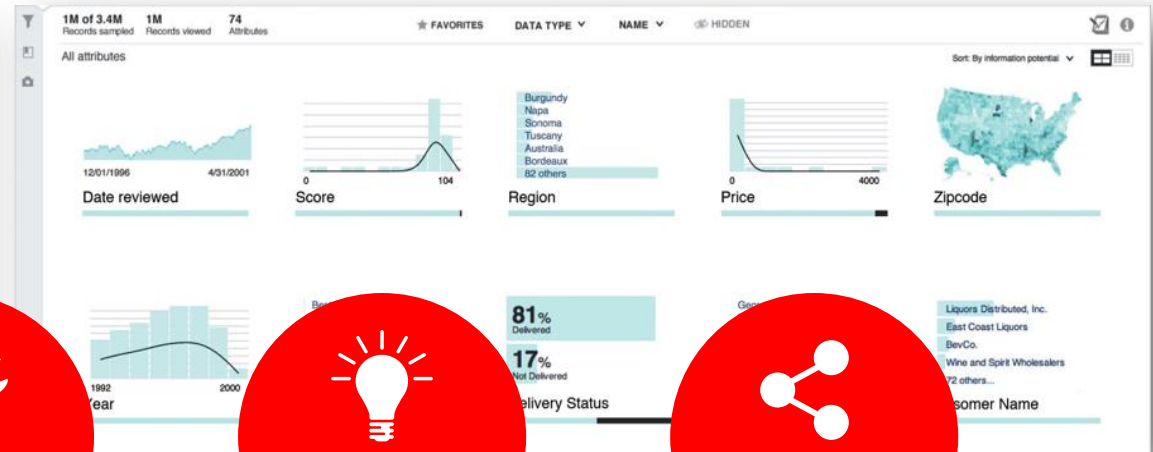 1M of 3.4M 1M 74
Records sampled Records viewed Attributes
FAVORITES DATA TYPE NAME HIDDEN
All attributes
Sort: By information potential
12/01/1996 4/31/2001
Date reviewed
0 104
Score
Burgundy
Napa
Sonoma
Tuscany
Australia
Bordeaux
82 others
Region
0 4000
Price
Zipcode
1992 2000
Year
81%
Delivered
17%
Not Delivered
elivery Status
Liquors Distributed, Inc.
East Coast Liquors
BevCo.
Wine and Spirit Wholesalers
72 others...
somer Name